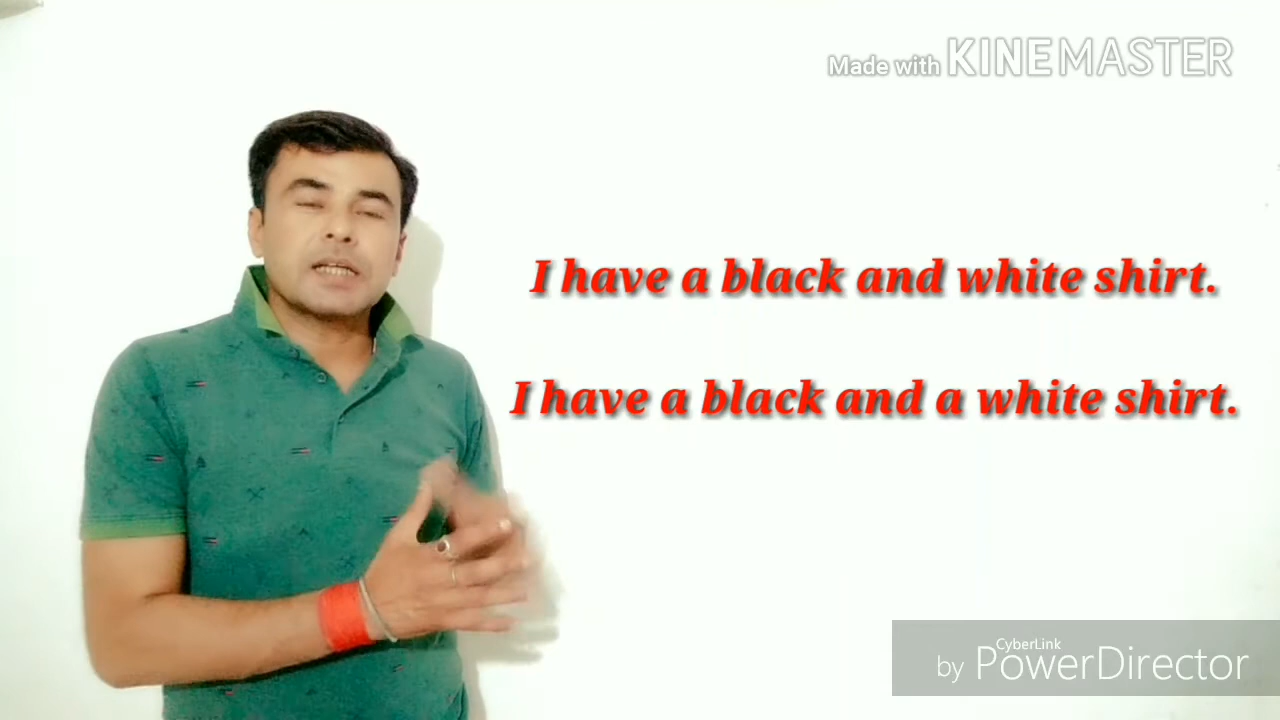 Made with KINEMASTER
I have a black and white shirt.
I have a black and a white shirt.
CyberLink
by PowerDirector